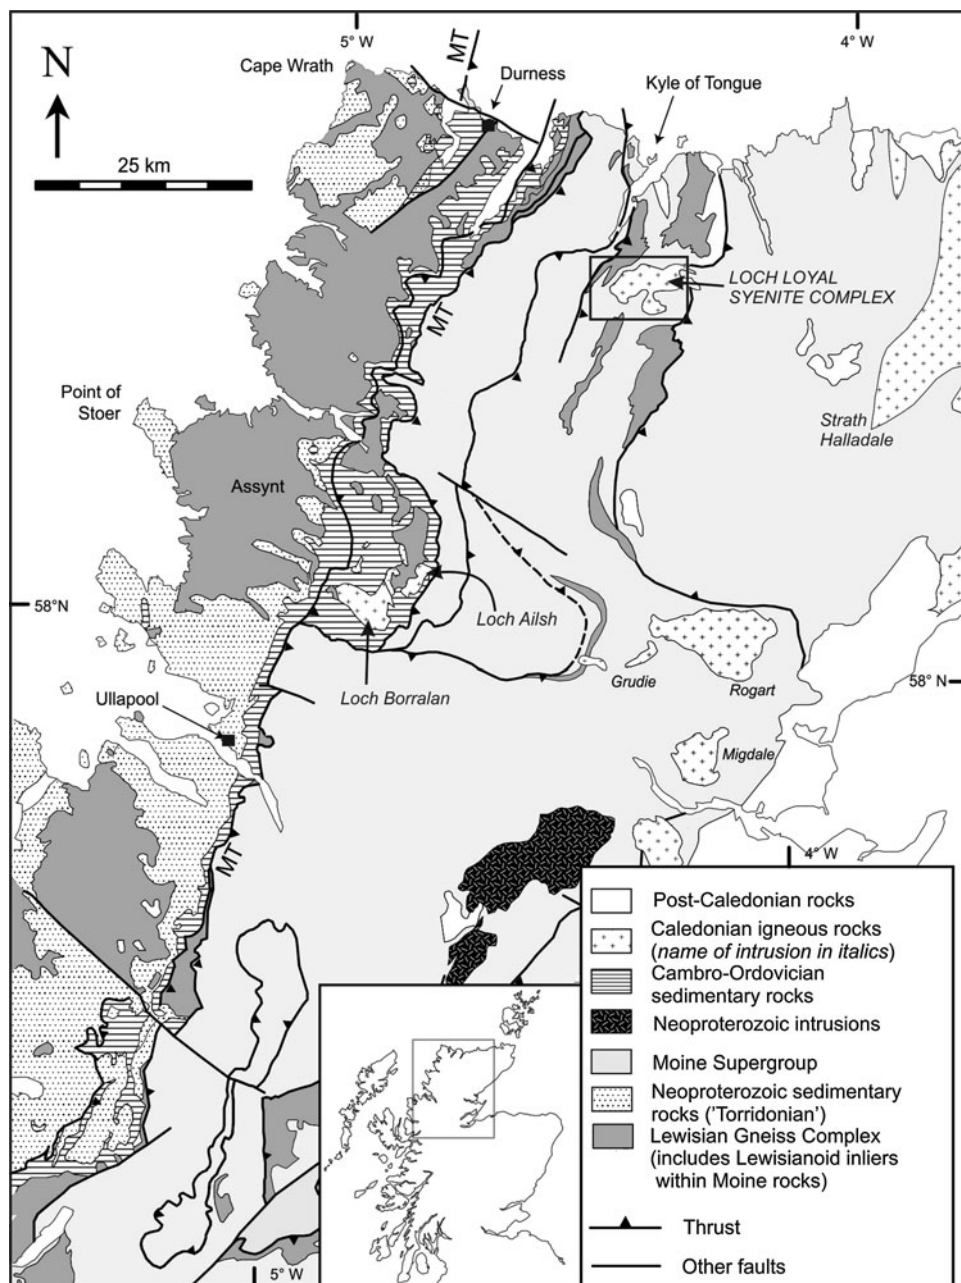 5° W
4° W
N
MT
Cape Wrath
Durness
Kyle of Tongue
25 km
LOCH LOYAL
SYENITE COMPLEX
MT
Point of
Stoer
Strath
Halladale
Assynt
58°N
Loch Ailsh
Loch Borralan
Grudie
Rogart
58° N
Ullapool
Migdale
MT
4° W
Post-Caledonian rocks
Caledonian igneous rocks
(name of intrusion in italics)
Cambro-Ordovician
sedimentary rocks
Neoproterozoic intrusions
Moine Supergroup
Neoproterozoic sedimentary
rocks ('Torridonian')
Lewisian Gneiss Complex
(includes Lewisianoid inliers
within Moine rocks)
Thrust
Other faults
5° W